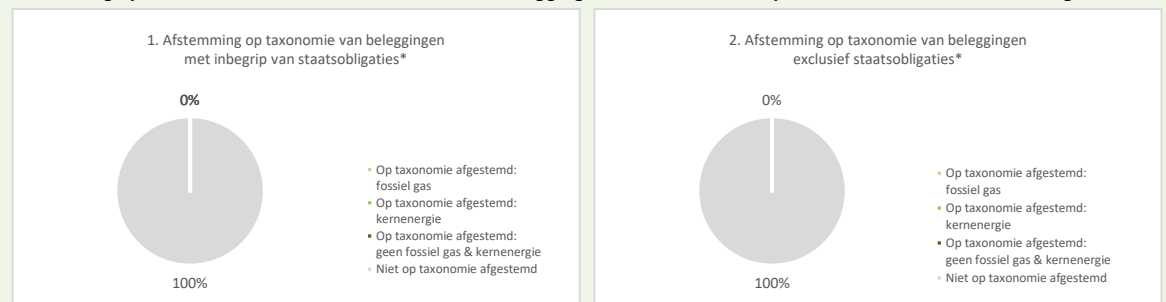 1. Afstemming op taxonomie van beleggingen
met inbegrip van staatsobligaties*
0%
100%
Op taxonomie afgestemd:
fossiel gas
Op taxonomie afgestemd:
kernenergie
Op taxonomie afgestemd:
geen fossiel gas & kernenergie
Niet op taxonomie afgestemd
2. Afstemming op taxonomie van beleggingen
exclusief staatsobligaties*
0%
100%
Op taxonomie afgestemd:
fossiel gas
Op taxonomie afgestemd:
kernenergie
Op taxonomie afgestemd:
geen fossiel gas & kernenergie
Niet op taxonomie afgestemd